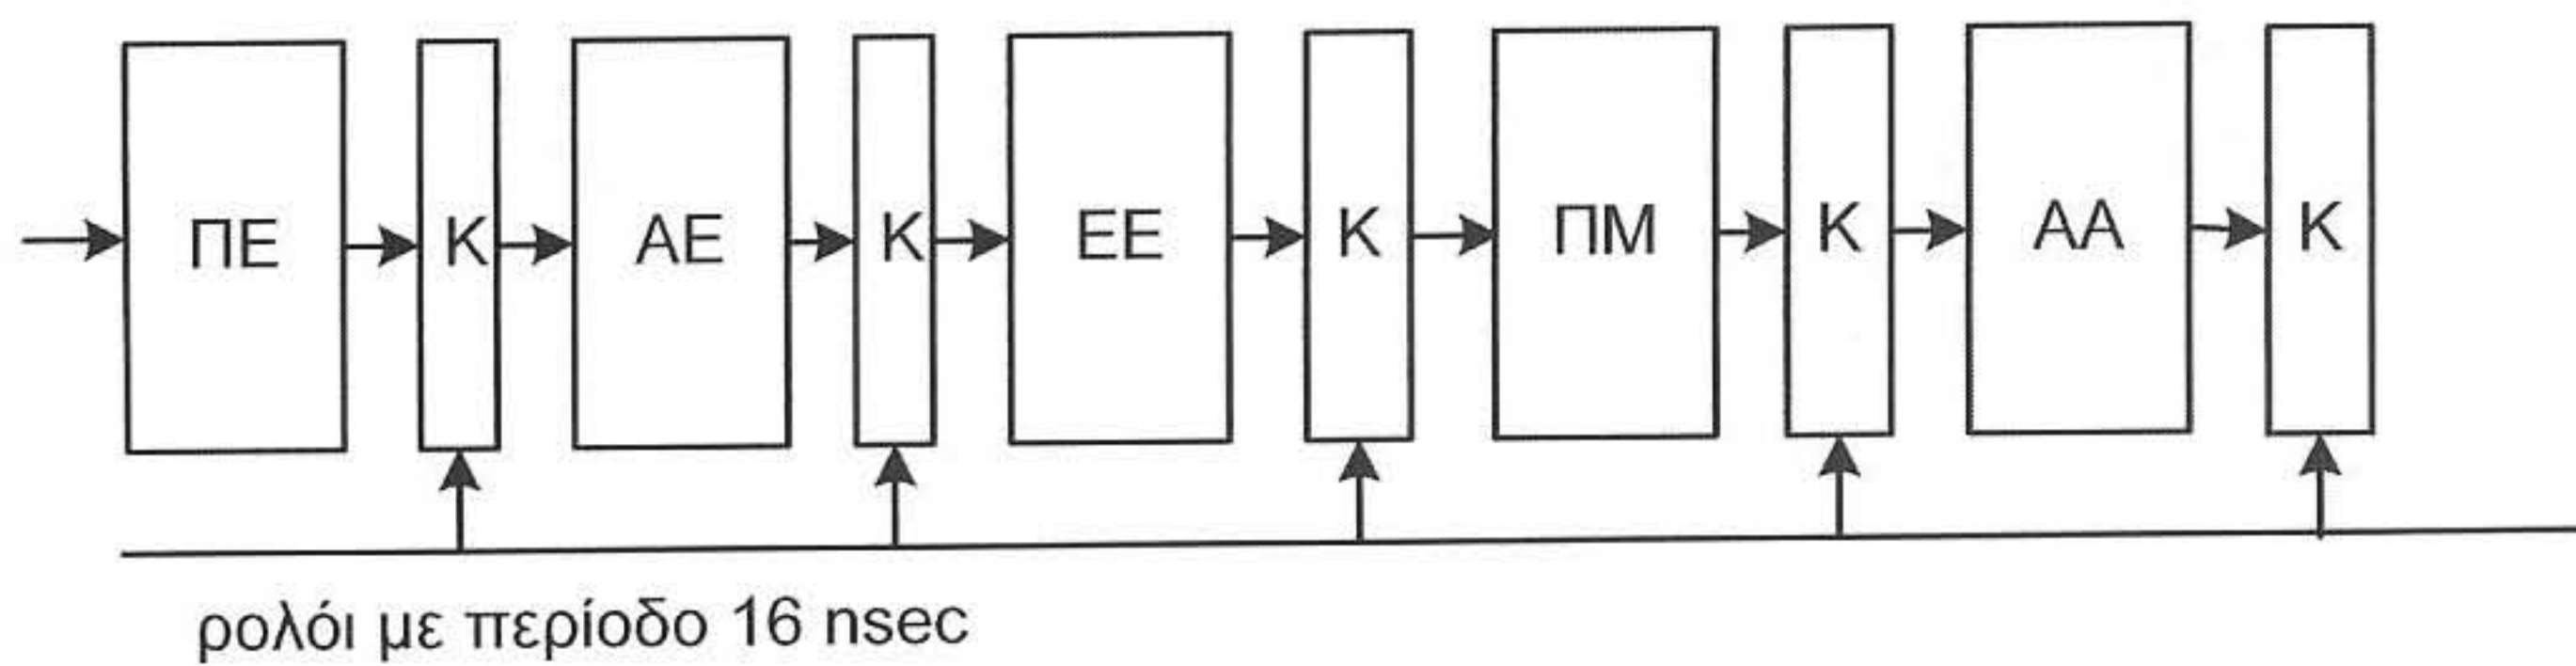 ΠΕ Κ ΑΕ Κ ΕΕ Κ ΠΜ Κ ΑΑ Κ
ρολόι με περίοδο 16 nsec